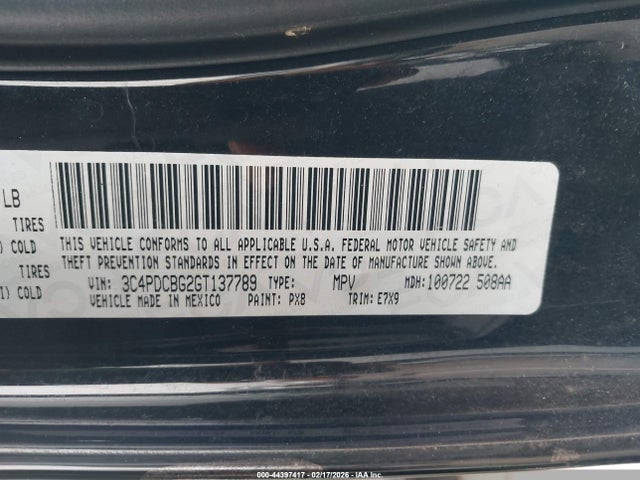 LB
TIRES
) COLD
TIRES
I) COLD
THIS VEHICLE CONFORMS TO ALL APPLICABLE U.S.A. FEDERAL MOTOR VEHICLE SAFETY AND
THEFT PREVENTION STANDARDS IN EFFECT ON THE DATE OF MANUFACTURE SHOWN ABOVE.
VIN: 3C4PDCBG2GT137789 TYPE: MPV MDH: 100722 508AA
VEHICLE MADE IN MEXICO PAINT: PX8 TRIM: E7X9
000-44397417 - 02/17/2026 - IAA Inc.